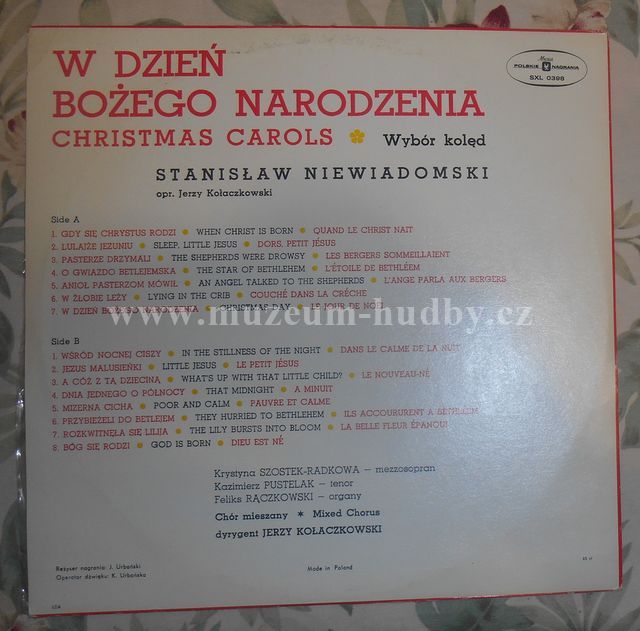 W DZIEŃ
BOŻEGO NARODZENIA
CHRISTMAS CAROLS Wybór kolęd
Muza
POLSKIE NAGRANIA
SXL 0398
STANISŁAW NIEWIADOMSKI
opr. Jerzy Kołaczkowski
Side A
1. GDY SIĘ CHRYSTUS RODZI • WHEN CHRIST IS BORN • QUAND LE CHRIST NAIT
2. LULAJŻE JEZUNIU • SLEEP, LITTLE JESUS • DORS, PETIT JÉSUS
3. PASTERZE DRZYMALI • THE SHEPHERDS WERE DROWSY • LES BERGERS SOMMEILLAIENT
4. O GWIAZDO BETLEJEMSKA • THE STAR OF BETHLEHEM • L'ÉTOILE DE BETHLÉEM
5. ANIOŁ PASTERZOM MÓWIŁ • AN ANGEL TALKED TO THE SHEPHERDS • L'ANGE PARLA AUX BERGERS
6. W ŻŁOBIE LEŻY • LYING IN THE CRIB • COUCHÉ DANS LA CRÈCHE
7. W DZIEŃ BOŻEGO NARODZENIA • CHRISTMAS DAY • LE JOUR DE NOËL
www.muzeum-hudby.cz
Side B
1. WŚRÓD NOCNEJ CISZY • IN THE STILLNESS OF THE NIGHT • DANS LE CALME DE LA NUIT
2. JEZUS MALUSIEŃKI • LITTLE JESUS • LE PETIT JÉSUS
3. A CÓŻ Z TĄ DZIECINĄ • WHAT'S UP WITH THAT LITTLE CHILD? • LE NOUVEAU-NÉ
4. DNIA JEDNEGO O PÓŁNOCY • THAT MIDNIGHT • A MINUIT
5. MIZERNA CICHA • POOR AND CALM • PAUVRE ET CALME
6. PRZYBIEŻELI DO BETLEJEM • THEY HURRIED TO BETHLEHEM • ILS ACCOURURENT A BETHLÉEM
7. ROZKWITNĘŁA SIĘ LILIJA • THE LILY BURSTS INTO BLOOM • LA BELLE FLEUR ÉPANOUI
8. BÓG SIĘ RODZI • GOD IS BORN • DIEU EST NÉ
Krystyna SZOSTEK-RADKOWA — mezzosopran
Kazimierz PUSTELAK — tenor
Feliks RĄCZKOWSKI — organy
Chór mieszany * Mixed Chorus
dyrygent JERZY KOŁACZKOWSKI
Reżyser nagrania: J. Urbański
Operator dźwięku: K. Urbańska
Made in Poland